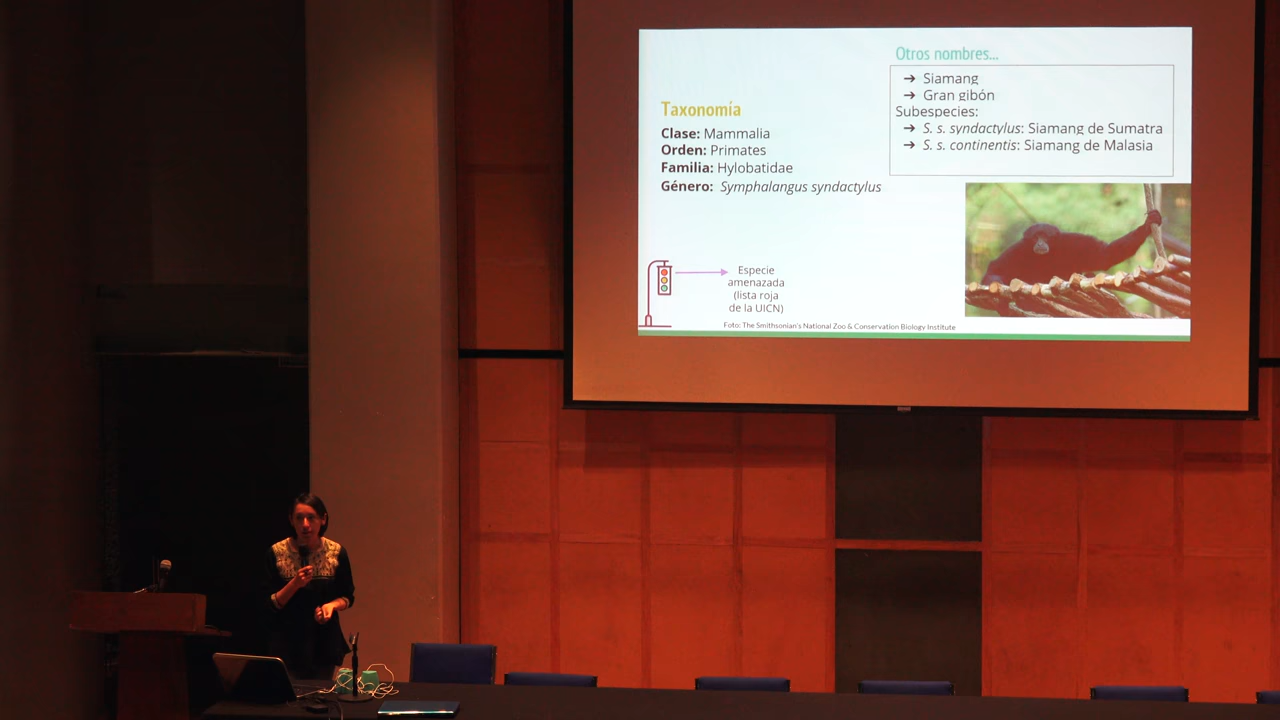 Otros nombres...
➔ Siamang
➔ Gran gibón
Subespecies:
➔ S. s. syndactylus: Siamang de Sumatra
➔ S. s. continentis: Siamang de Malasia
Taxonomía
Clase: Mammalia
Orden: Primates
Familia: Hylobatidae
Género: Symphalangus syndactylus
Especie
amenazada
(lista roja
de la UICN)
Foto: The Smithsonian's National Zoo & Conservation Biology Institute